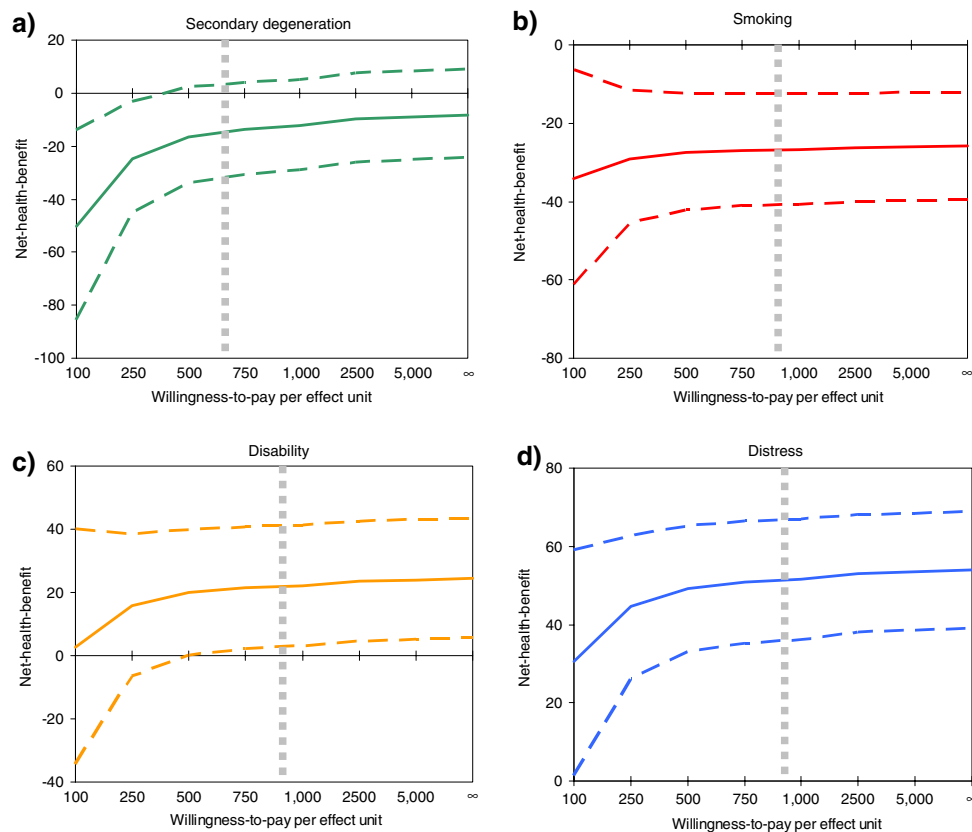 a)
Secondary degeneration
Net-health-benefit
20
0
-20
-40
-60
-80
-100
100 250 500 750 1,000 2500 5,000 ∞
Willingness-to-pay per effect unit
b)
Smoking
Net-health-benefit
0
-20
-40
-60
-80
100 250 500 750 1,000 2500 5,000 ∞
Willingness-to-pay per effect unit
c)
Disability
Net-health-benefit
60
40
20
0
-20
-40
100 250 500 750 1,000 2500 5,000 ∞
Willingness-to-pay per effect unit
d)
Distress
Net-health-benefit
80
60
40
20
0
100 250 500 750 1,000 2500 5,000 ∞
Willingness-to-pay per effect unit